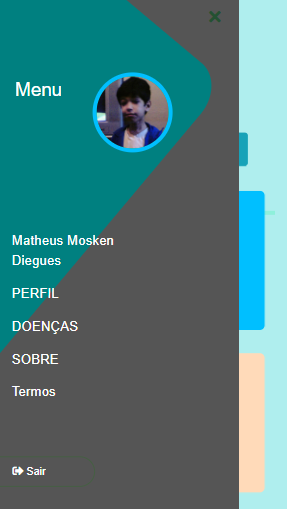 Menu
Matheus Mosken
Diegues
PERFIL
DOENÇAS
SOBRE
Termos
Sair